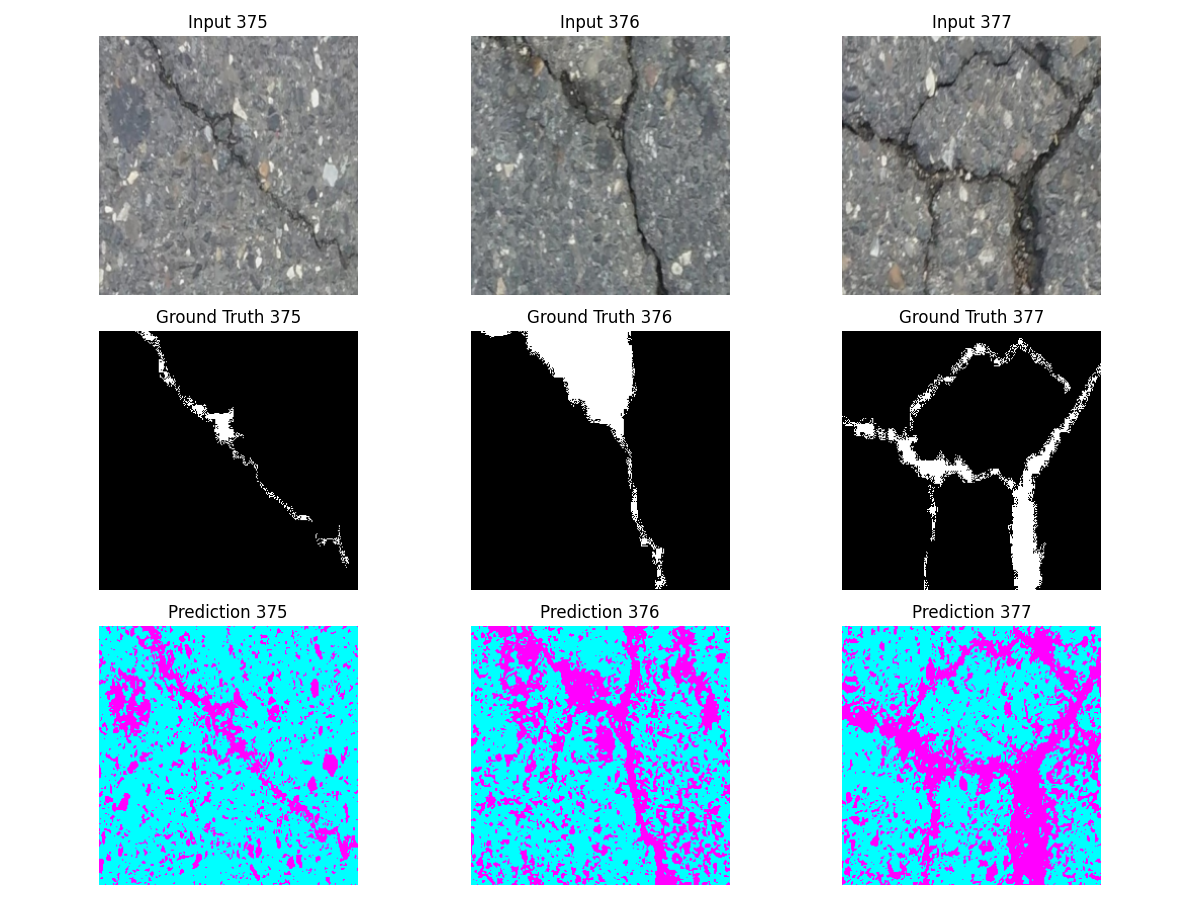 Input 375
Input 376
Input 377
Ground Truth 375
Ground Truth 376
Ground Truth 377
Prediction 375
Prediction 376
Prediction 377